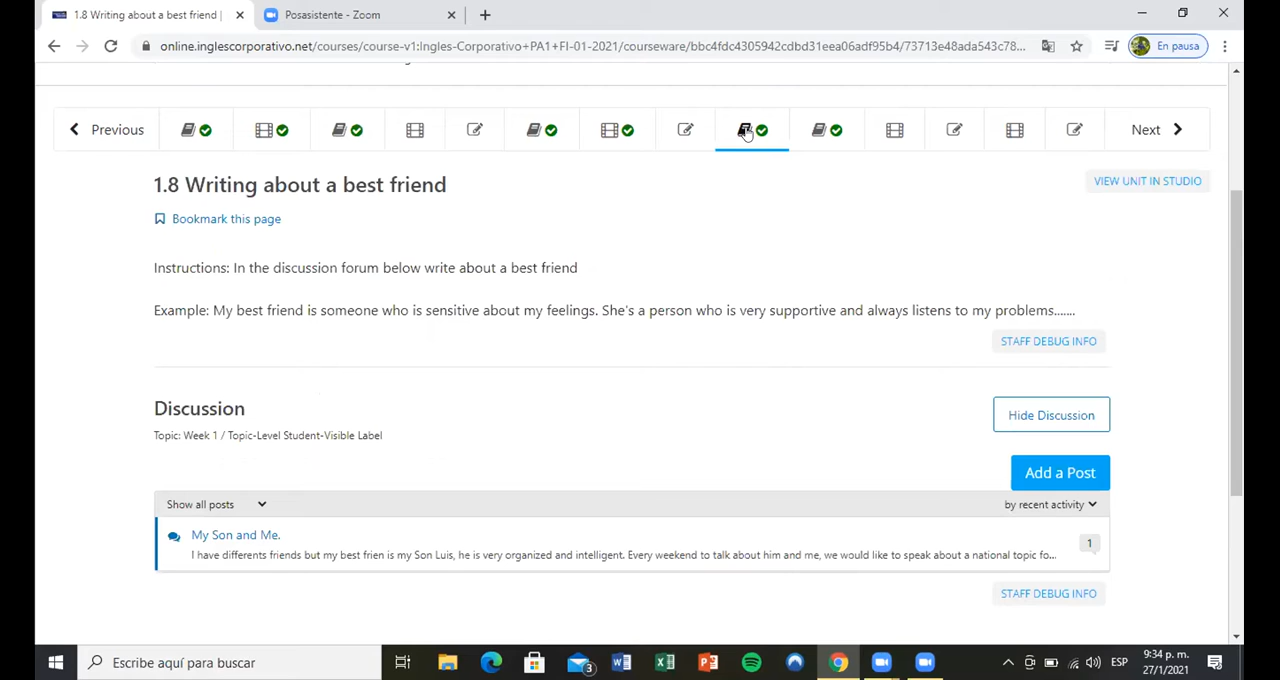 1.8 Writing about a best friend |
Posasistente - Zoom
online.inglescorporativo.net/courses/course-v1:Ingles-Corporativo+PA1+FI-01-2021/courseware/bbc4fdc4305942cdbd31eea06adf95b4/73713e48ada543c78...
En pausa
Previous
Next
1.8 Writing about a best friend
VIEW UNIT IN STUDIO
Bookmark this page
Instructions: In the discussion forum below write about a best friend
Example: My best friend is someone who is sensitive about my feelings. She's a person who is very supportive and always listens to my problems.......
STAFF DEBUG INFO
Discussion
Hide Discussion
Topic: Week 1 / Topic-Level Student-Visible Label
Add a Post
Show all posts
by recent activity
My Son and Me.
I have differents friends but my best frien is my Son Luis, he is very organized and intelligent. Every weekend to talk about him and me, we would like to speak about a national topic fo...
1
STAFF DEBUG INFO
Escribe aquí para buscar
3
ESP
9:34 p. m.
27/1/2021